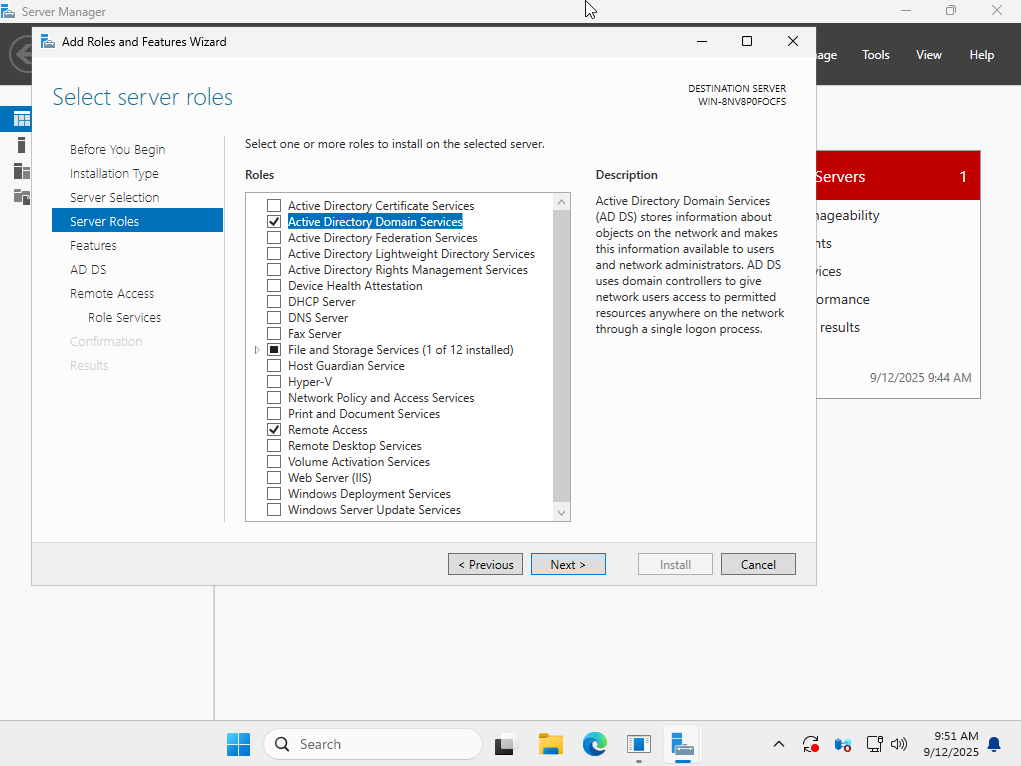 Server Manager
Add Roles and Features Wizard
Tools
View
Help
Select server roles
DESTINATION SERVER
WIN-8NV8P0FOCFS
Before You Begin
Installation Type
Server Selection
Server Roles
Features
AD DS
Remote Access
Role Services
Confirmation
Results
Select one or more roles to install on the selected server.
Roles
Active Directory Certificate Services
Active Directory Domain Services
Active Directory Federation Services
Active Directory Lightweight Directory Services
Active Directory Rights Management Services
Device Health Attestation
DHCP Server
DNS Server
Fax Server
File and Storage Services (1 of 12 installed)
Host Guardian Service
Hyper-V
Network Policy and Access Services
Print and Document Services
Remote Access
Remote Desktop Services
Volume Activation Services
Web Server (IIS)
Windows Deployment Services
Windows Server Update Services
Description
Active Directory Domain Services
(AD DS) stores information about
objects on the network and makes
this information available to users
and network administrators. AD DS
uses domain controllers to give
network users access to permitted
resources anywhere on the network
through a single logon process.
Servers 1
results
9/12/2025 9:44 AM
< Previous
Next >
Install
Cancel
Search
9:51 AM
9/12/2025